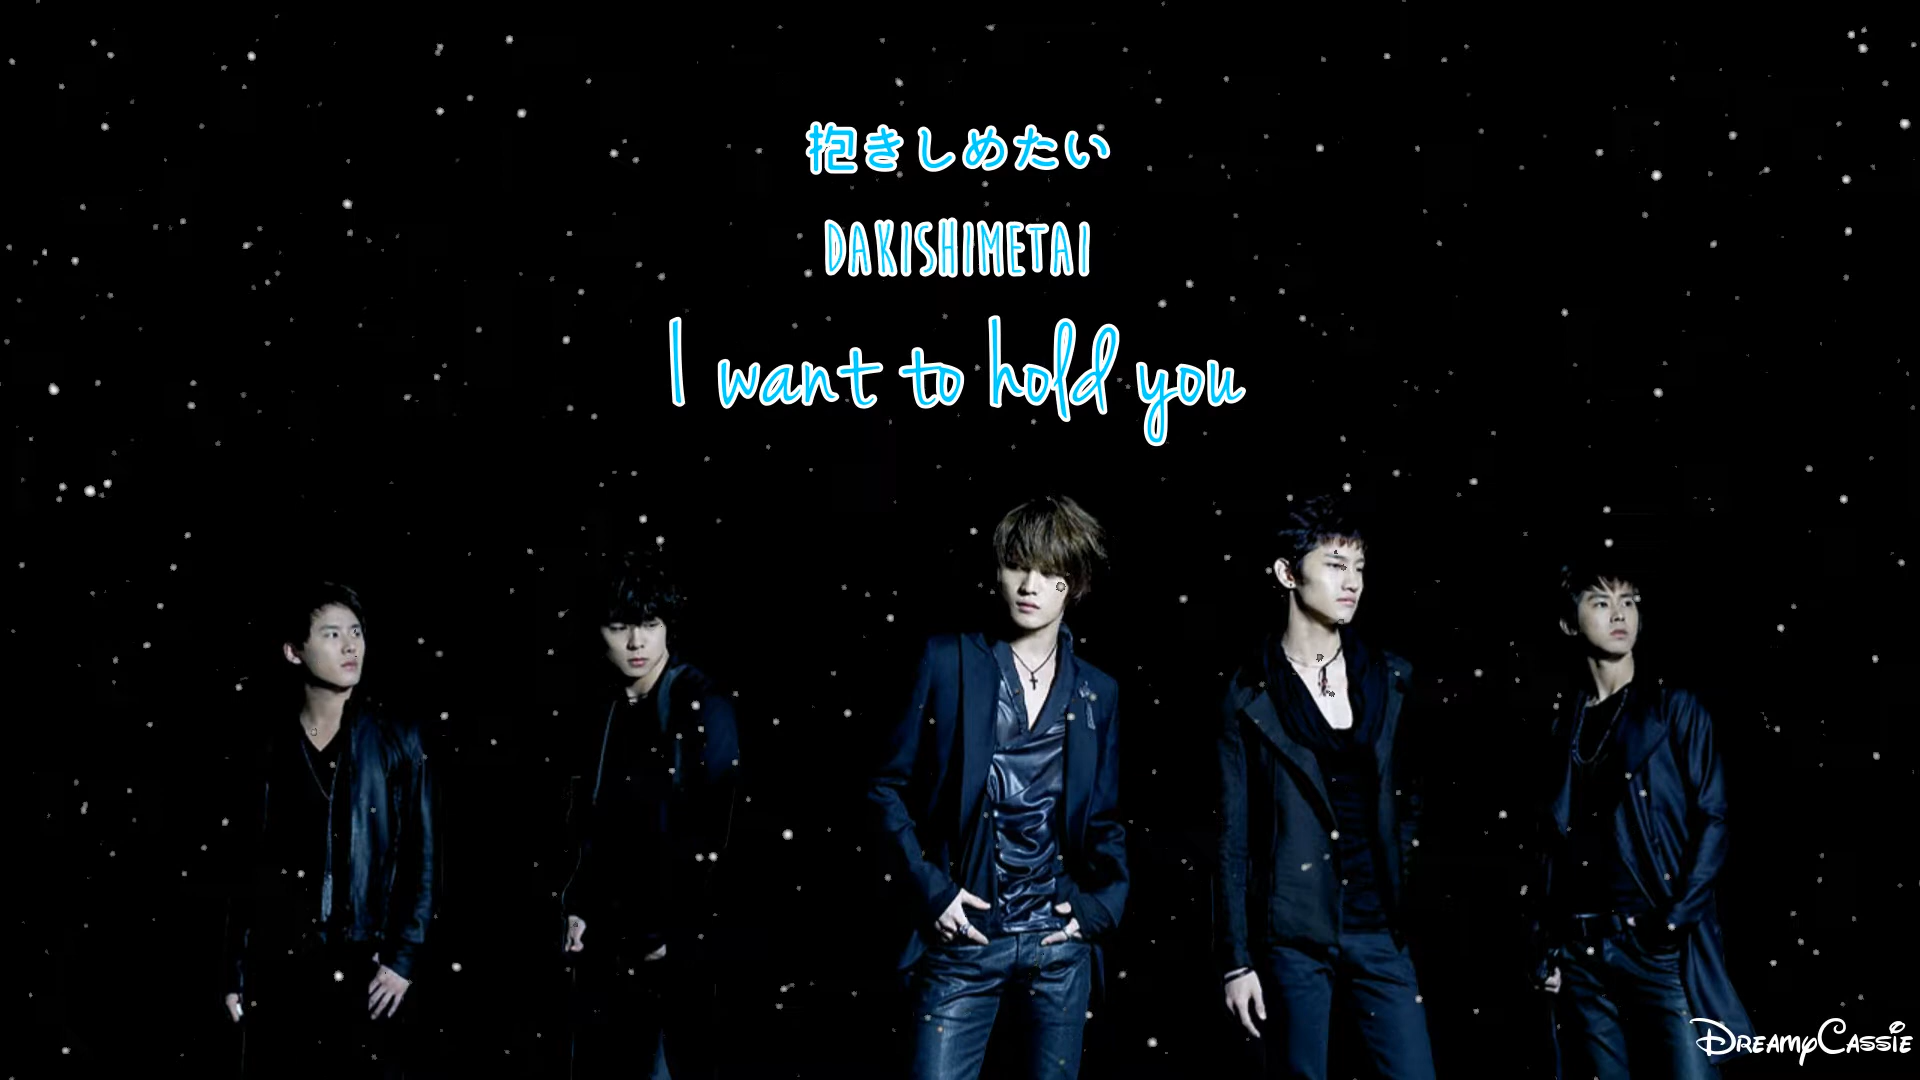 抱きしめたい
DAKISHIMETAI
I want to hold you
DREAMYCASSIE